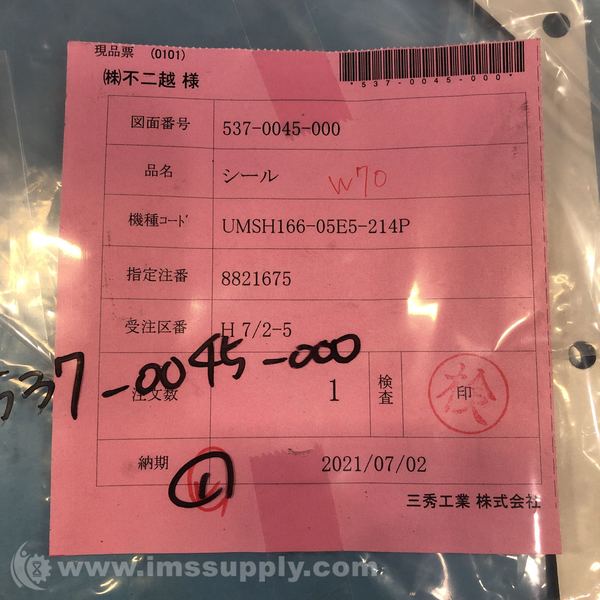 現品票 (0101)
㈱不二越 様
*537-0045-000*
図面番号 537-0045-000
品名 シール W70
機種ｺｰﾄﾞ UMSH166-05E5-214P
指定注番 8821675
受注区番 H 7/2-5
537-0045-000
注文数 1 検査 印
納期 2021/07/02
1
三秀工業 株式会社
www.imssupply.com